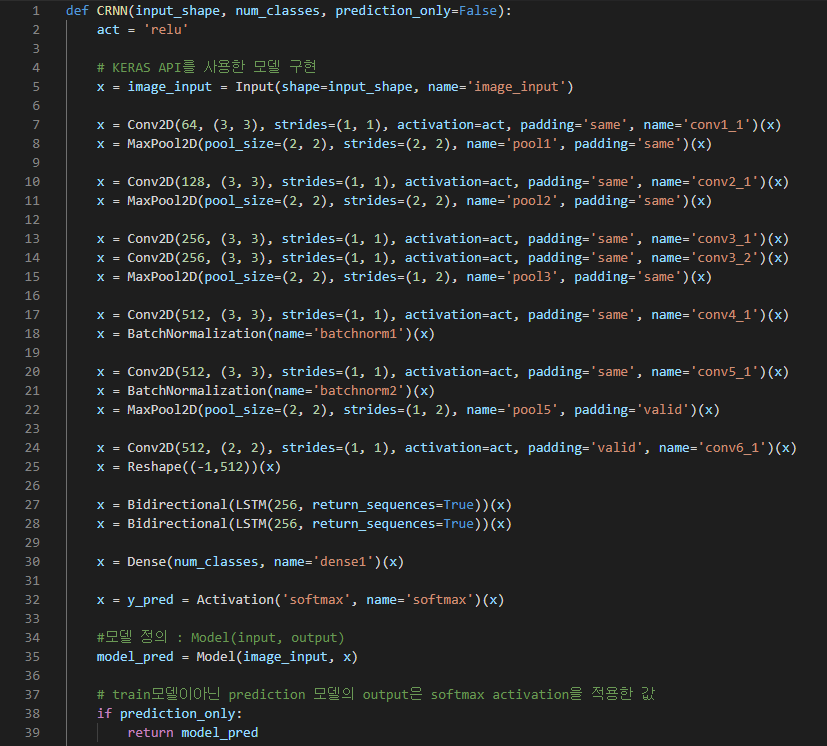 1 def CRNN(input_shape, num_classes, prediction_only=False):
2     act = 'relu'
3
4     # KERAS API를 사용한 모델 구현
5     x = image_input = Input(shape=input_shape, name='image_input')
6
7     x = Conv2D(64, (3, 3), strides=(1, 1), activation=act, padding='same', name='conv1_1')(x)
8     x = MaxPool2D(pool_size=(2, 2), strides=(2, 2), name='pool1', padding='same')(x)
9
10     x = Conv2D(128, (3, 3), strides=(1, 1), activation=act, padding='same', name='conv2_1')(x)
11     x = MaxPool2D(pool_size=(2, 2), strides=(2, 2), name='pool2', padding='same')(x)
12
13     x = Conv2D(256, (3, 3), strides=(1, 1), activation=act, padding='same', name='conv3_1')(x)
14     x = Conv2D(256, (3, 3), strides=(1, 1), activation=act, padding='same', name='conv3_2')(x)
15     x = MaxPool2D(pool_size=(2, 2), strides=(1, 2), name='pool3', padding='same')(x)
16
17     x = Conv2D(512, (3, 3), strides=(1, 1), activation=act, padding='same', name='conv4_1')(x)
18     x = BatchNormalization(name='batchnorm1')(x)
19
20     x = Conv2D(512, (3, 3), strides=(1, 1), activation=act, padding='same', name='conv5_1')(x)
21     x = BatchNormalization(name='batchnorm2')(x)
22     x = MaxPool2D(pool_size=(2, 2), strides=(1, 2), name='pool5', padding='valid')(x)
23
24     x = Conv2D(512, (2, 2), strides=(1, 1), activation=act, padding='valid', name='conv6_1')(x)
25     x = Reshape((-1,512))(x)
26
27     x = Bidirectional(LSTM(256, return_sequences=True))(x)
28     x = Bidirectional(LSTM(256, return_sequences=True))(x)
29
30     x = Dense(num_classes, name='dense1')(x)
31
32     x = y_pred = Activation('softmax', name='softmax')(x)
33
34     #모델 정의 : Model(input, output)
35     model_pred = Model(image_input, x)
36
37     # train모델이아닌 prediction 모델의 output은 softmax activation을 적용한 값
38     if prediction_only:
39         return model_pred